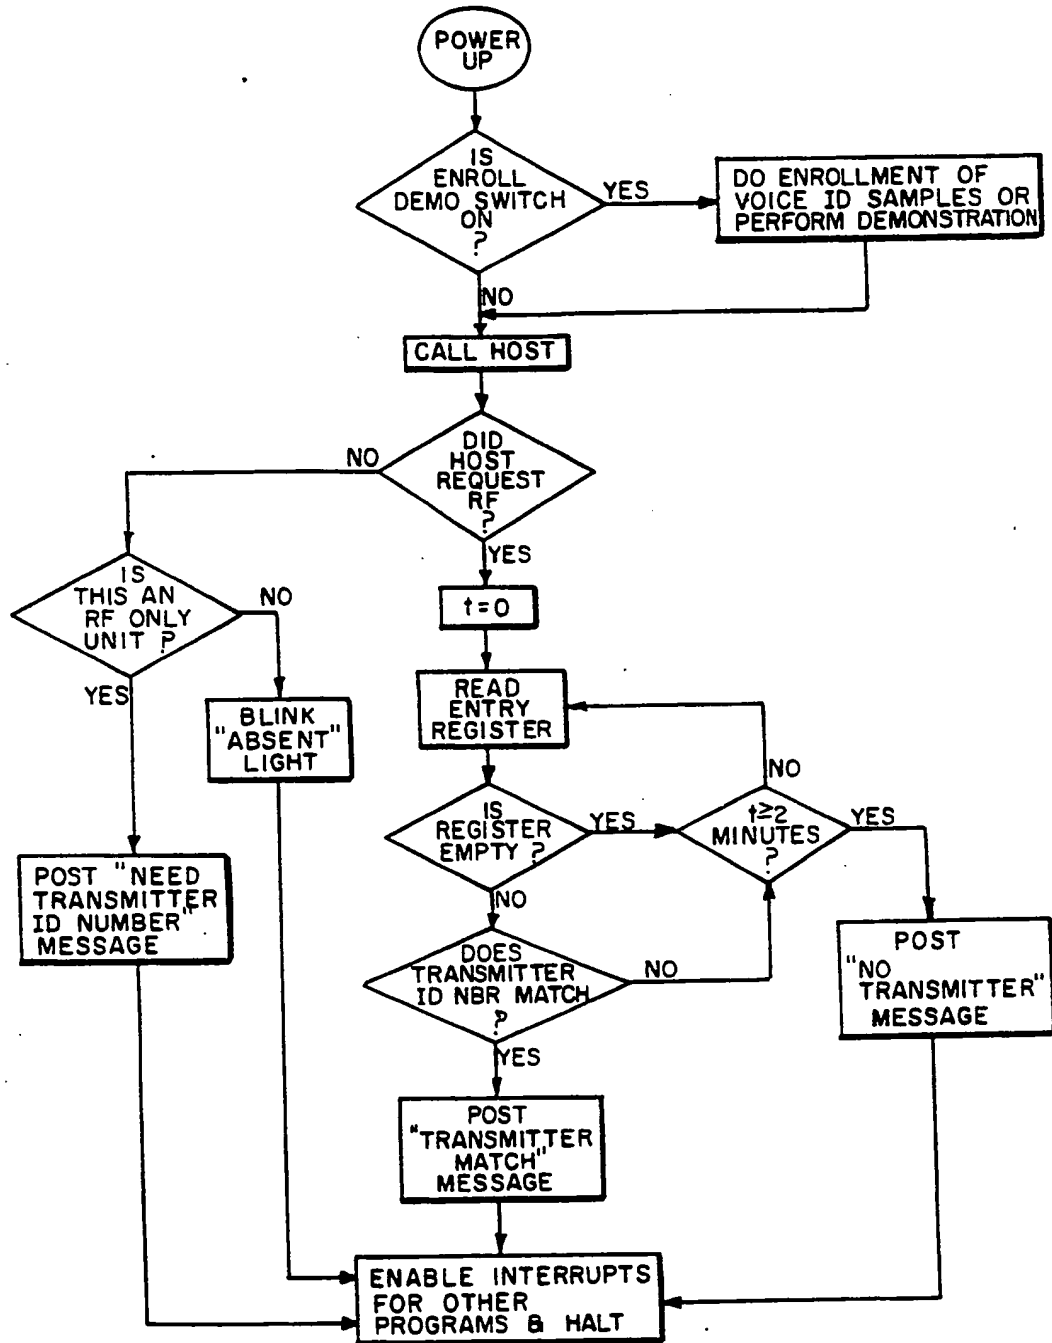 POWER
UP
IS
ENROLL
DEMO SWITCH
ON
?
YES
DO ENROLLMENT OF
VOICE ID SAMPLES OR
PERFORM DEMONSTRATION
NO
CALL HOST
DID
HOST
REQUEST
RF
?
NO
YES
IS
THIS AN
RF ONLY
UNIT ?
NO
YES
t=0
READ
ENTRY
REGISTER
BLINK
"ABSENT"
LIGHT
NO
IS
REGISTER
EMPTY ?
YES
t≥2
MINUTES
?
YES
POST "NEED
TRANSMITTER
ID NUMBER"
MESSAGE
NO
DOES
TRANSMITTER
ID NBR MATCH
?
NO
YES
POST
"NO
TRANSMITTER"
MESSAGE
POST
"TRANSMITTER
MATCH"
MESSAGE
ENABLE INTERRUPTS
FOR OTHER
PROGRAMS & HALT